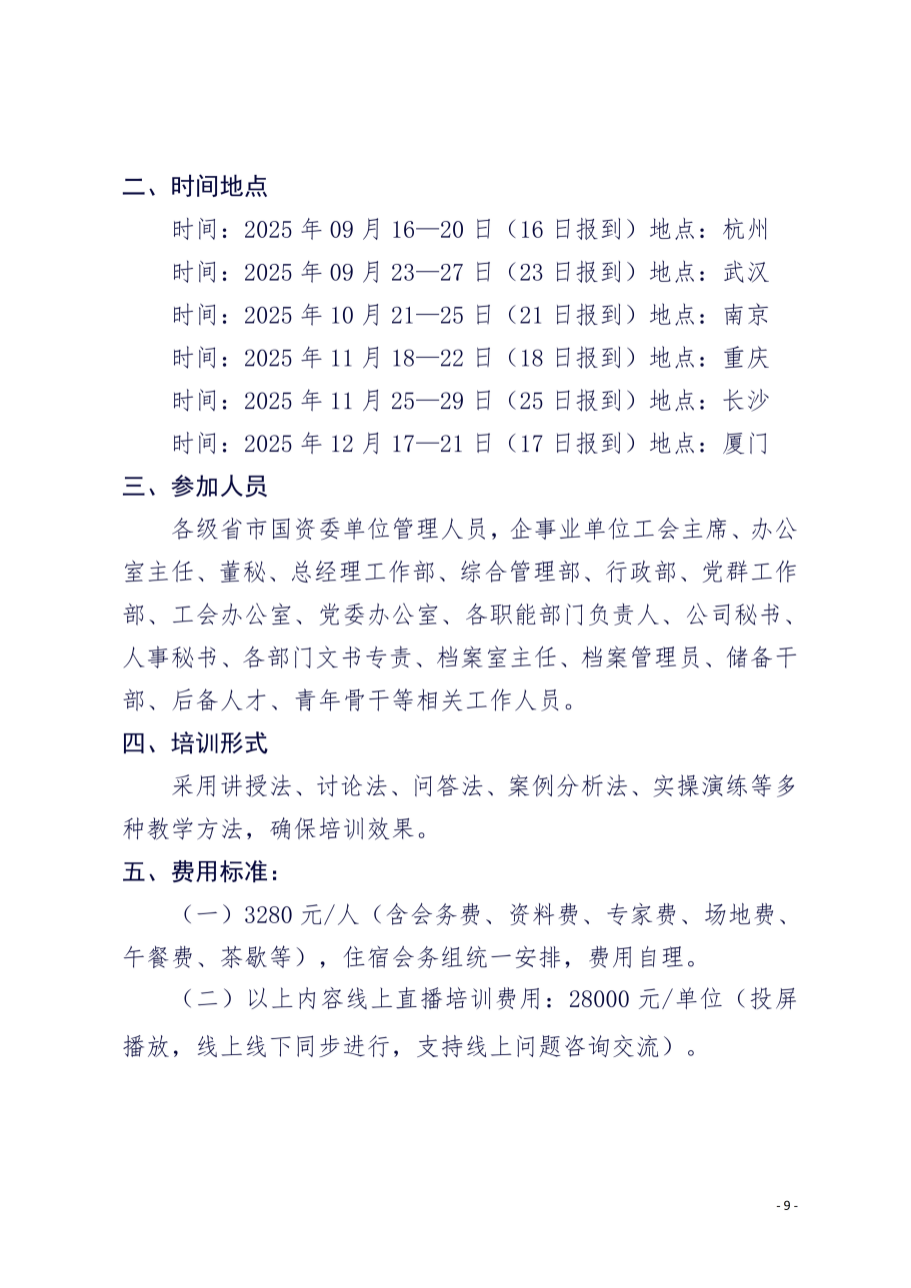 二、时间地点
时间：2025 年 09 月 16—20 日（16 日报到）地点：杭州
时间：2025 年 09 月 23—27 日（23 日报到）地点：武汉
时间：2025 年 10 月 21—25 日（21 日报到）地点：南京
时间：2025 年 11 月 18—22 日（18 日报到）地点：重庆
时间：2025 年 11 月 25—29 日（25 日报到）地点：长沙
时间：2025 年 12 月 17—21 日（17 日报到）地点：厦门
三、参加人员
各级省市国资委单位管理人员，企事业单位工会主席、办公
室主任、董秘、总经理工作部、综合管理部、行政部、党群工作
部、工会办公室、党委办公室、各职能部门负责人、公司秘书、
人事秘书、各部门文书专责、档案室主任、档案管理员、储备干
部、后备人才、青年骨干等相关工作人员。
四、培训形式
采用讲授法、讨论法、问答法、案例分析法、实操演练等多
种教学方法，确保培训效果。
五、费用标准：
（一）3280 元/人（含会务费、资料费、专家费、场地费、
午餐费、茶歇等），住宿会务组统一安排，费用自理。
（二）以上内容线上直播培训费用：28000 元/单位（投屏
播放，线上线下同步进行，支持线上问题咨询交流）。
- 9 -